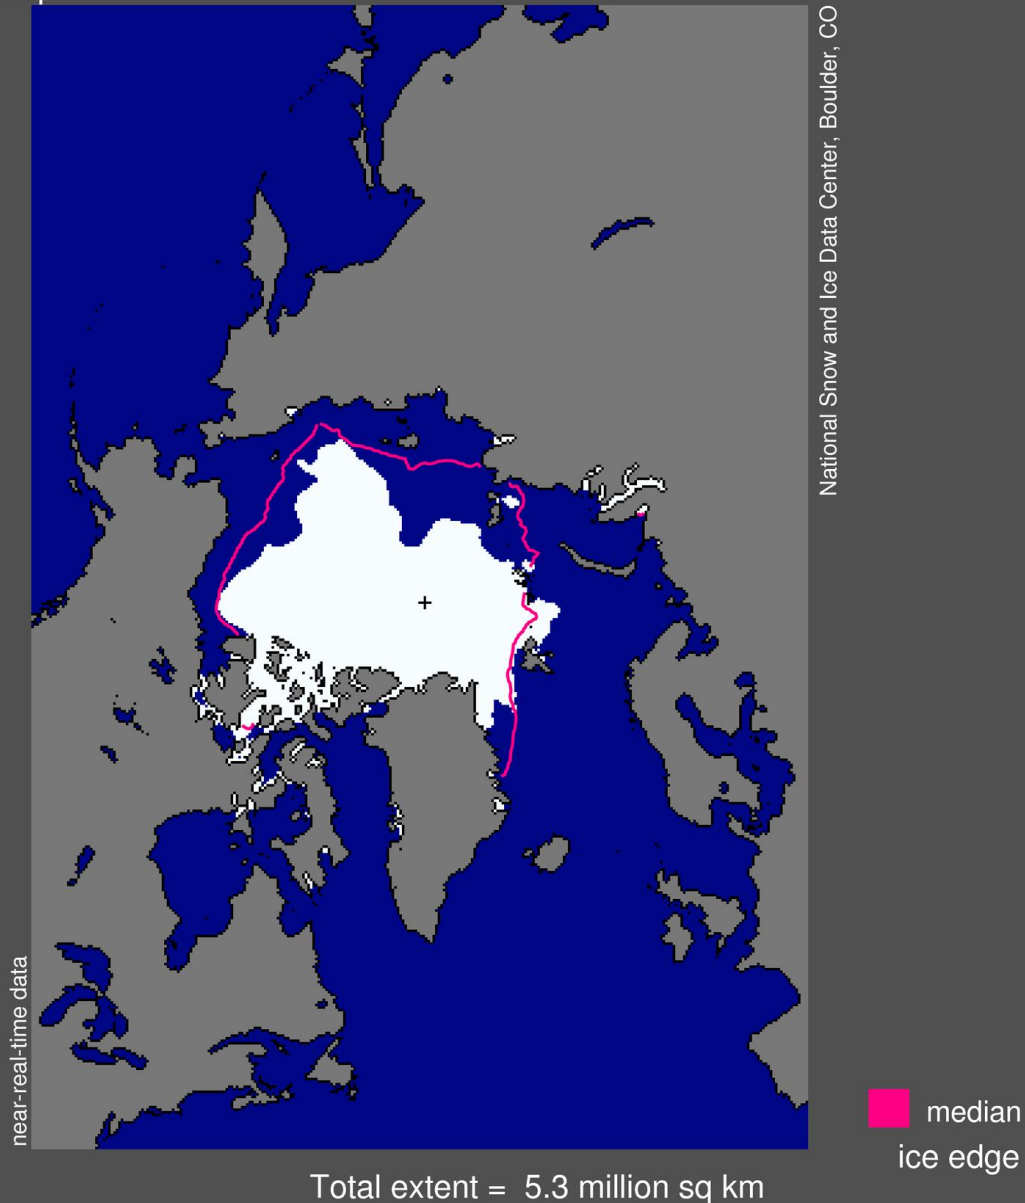 National Snow and Ice Data Center, Boulder, CO
near-real-time data
median
ice edge
Total extent = 5.3 million sq km